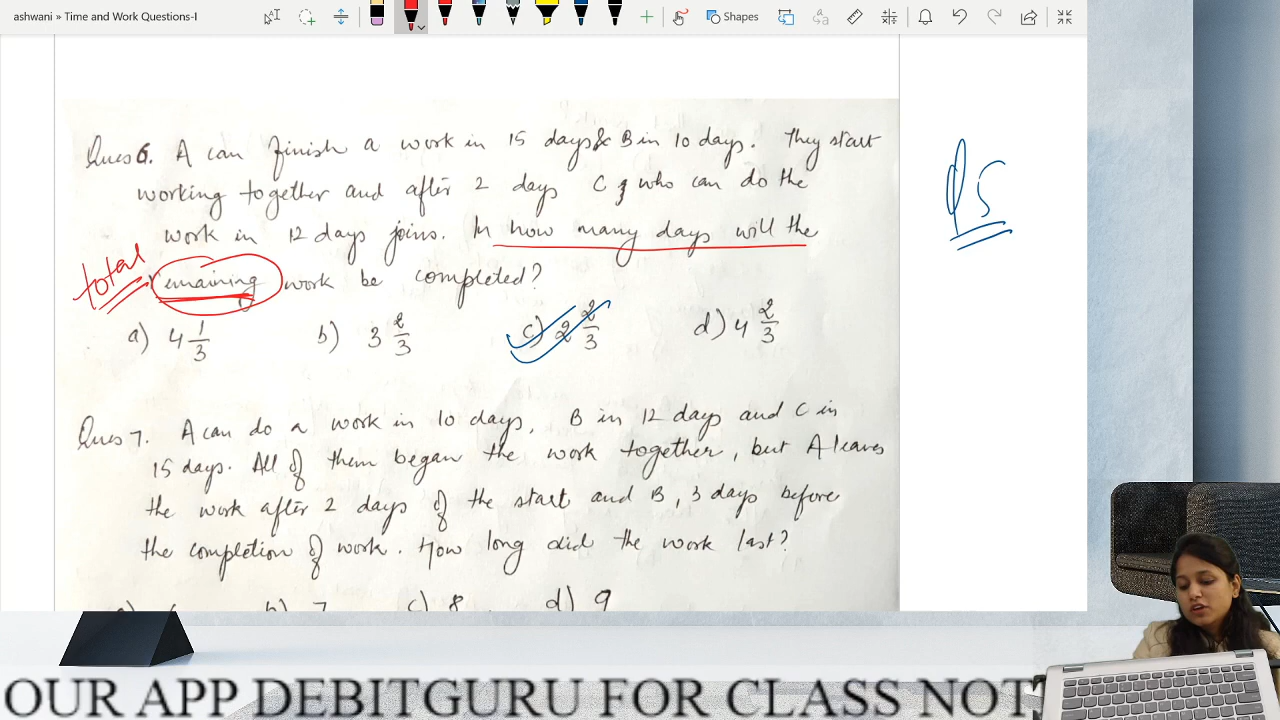 ashwani » Time and Work Questions-I
Shapes
Ques 6. A can finish a work in 15 days & B in 10 days. They start
working together and after 2 days C, who can do the
work in 12 days joins. In how many days will the
total remaining work be completed?
a) 4 1/3 b) 3 2/3 c) 2 2/3 d) 4 2/3
Ques 7. A can do a work in 10 days, B in 12 days and C in
15 days. All of them began the work together, but A leaves
the work after 2 days of the start and B, 3 days before
the completion of work. How long did the work last?
b) 7 c) 8 d) 9
OUR APP DEBITGURU FOR CLASS NOT